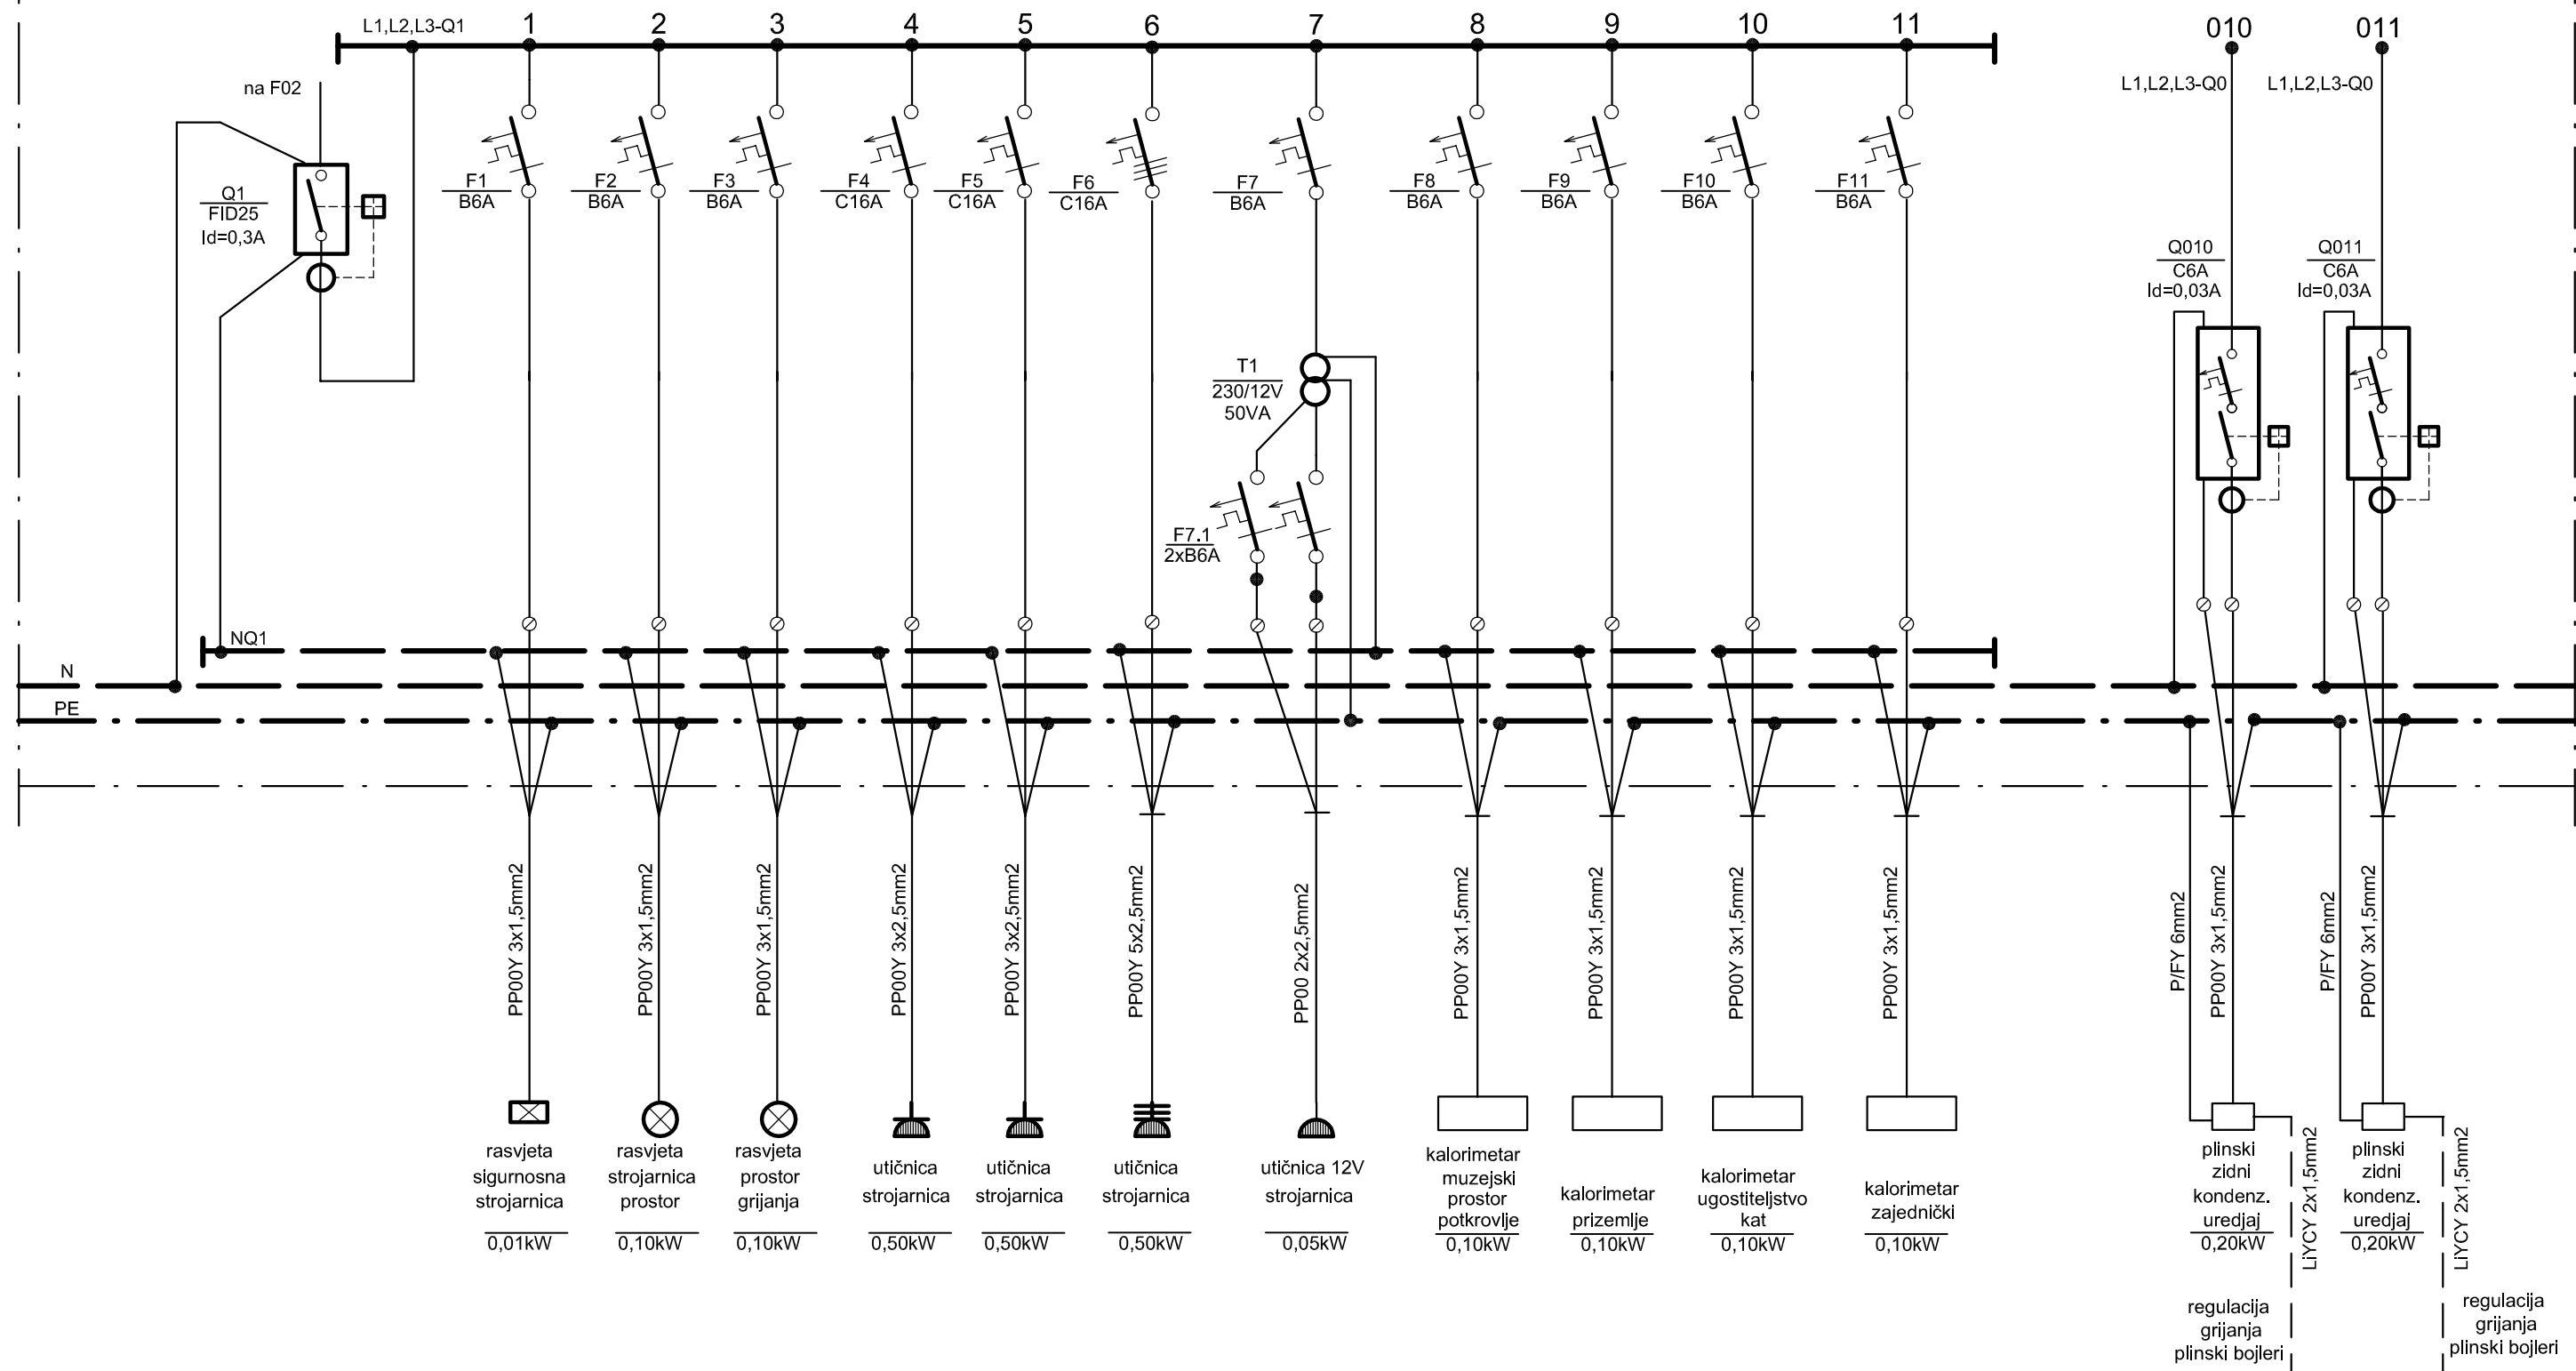 L1,L2,L3-Q1
1
2
3
4
5
6
7
8
9
10
11
010
011
na F02
L1,L2,L3-Q0
L1,L2,L3-Q0
Q1
FID25
Id=0,3A
F1
B6A
F2
B6A
F3
B6A
F4
C16A
F5
C16A
F6
C16A
F7
B6A
F8
B6A
F9
B6A
F10
B6A
F11
B6A
Q010
C6A
Id=0,03A
Q011
C6A
Id=0,03A
T1
230/12V
50VA
F7.1
2xB6A
NQ1
N
PE
PP00Y 3x1,5mm2
PP00Y 3x1,5mm2
PP00Y 3x1,5mm2
PP00Y 3x2,5mm2
PP00Y 3x2,5mm2
PP00Y 5x2,5mm2
PP00 2x2,5mm2
PP00Y 3x1,5mm2
PP00Y 3x1,5mm2
PP00Y 3x1,5mm2
PP00Y 3x1,5mm2
P/FY 6mm2
PP00Y 3x1,5mm2
P/FY 6mm2
PP00Y 3x1,5mm2
rasvjeta
sigurnosna
strojarnica
0,01kW
rasvjeta
strojarnica
prostor
0,10kW
rasvjeta
prostor
grijanja
0,10kW
utičnica
strojarnica
0,50kW
utičnica
strojarnica
0,50kW
utičnica
strojarnica
0,50kW
utičnica 12V
strojarnica
0,05kW
kalorimetar
muzejski
prostor
potkrovlje
0,10kW
kalorimetar
prizemlje
0,10kW
kalorimetar
ugostiteljstvo
kat
0,10kW
kalorimetar
zajednički
0,10kW
plinski
zidni
kondenz.
uredjaj
0,20kW
LiYCY 2x1,5mm2
plinski
zidni
kondenz.
uredjaj
0,20kW
LiYCY 2x1,5mm2
regulacija
grijanja
plinski bojleri
regulacija
grijanja
plinski bojleri